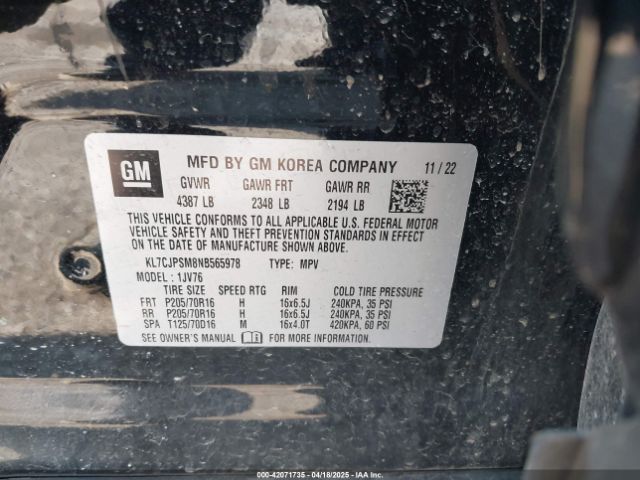 GM
MFD BY GM KOREA COMPANY 11 / 22
GVWR GAWR FRT GAWR RR
4387 LB 2348 LB 2194 LB
THIS VEHICLE CONFORMS TO ALL APPLICABLE U.S. FEDERAL MOTOR
VEHICLE SAFETY AND THEFT PREVENTION STANDARDS IN EFFECT
ON THE DATE OF MANUFACTURE SHOWN ABOVE.
KL7CJPSM8NB565978 TYPE: MPV
MODEL: 1JV76
TIRE SIZE SPEED RTG RIM COLD TIRE PRESSURE
FRT P205/70R16 H 16x6.5J 240KPA, 35 PSI
RR P205/70R16 H 16x6.5J 240KPA, 35 PSI
SPA T125/70D16 M 16x4.0T 420KPA, 60 PSI
SEE OWNER'S MANUAL FOR MORE INFORMATION.
000-42071735 - 04/18/2025 - IAA Inc.